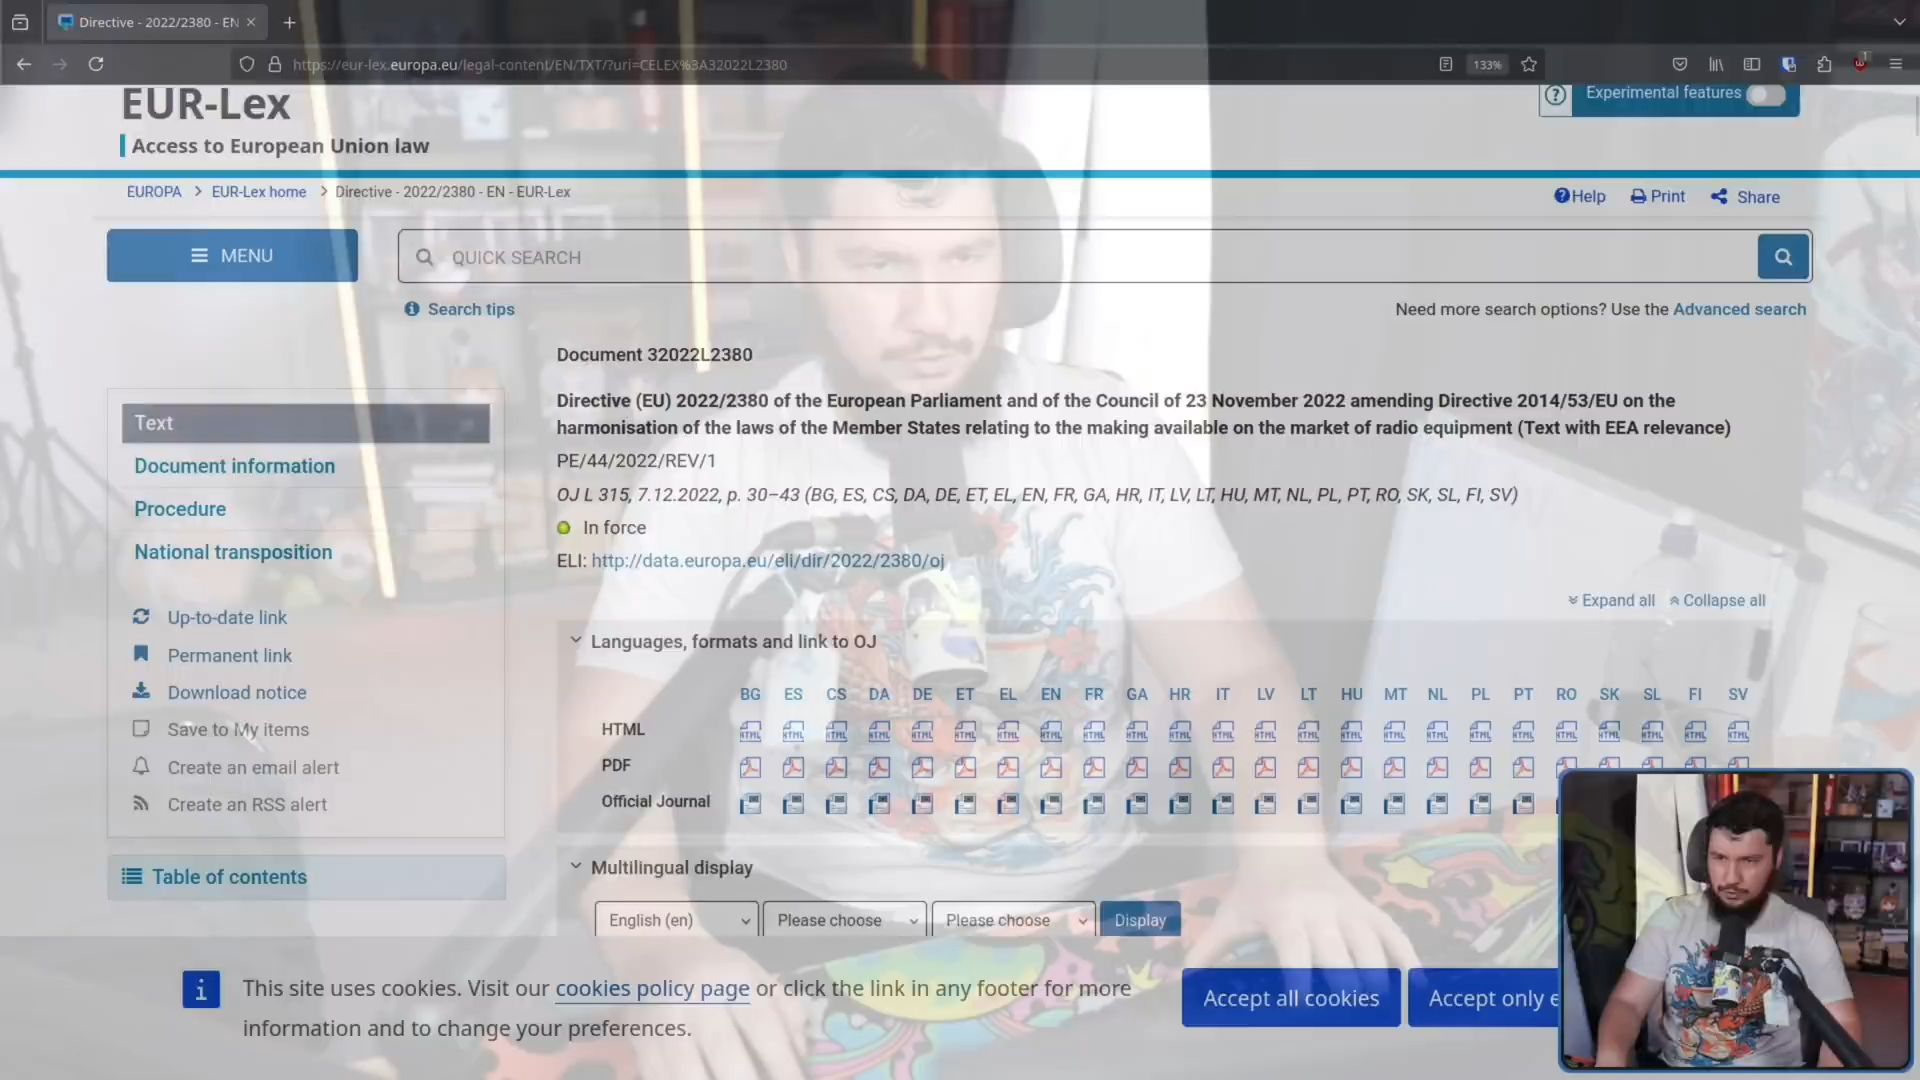 Directive - 2022/2380 - EN
https://eur-lex.europa.eu/legal-content/EN/TXT/?uri=CELEX%3A32022L2380
133%
1
EUR-Lex
Access to European Union law
Experimental features
EUROPA > EUR-Lex home > Directive - 2022/2380 - EN - EUR-Lex
Help Print Share
MENU
QUICK SEARCH
Search tips
Need more search options? Use the Advanced search
Document 32022L2380
Text
Document information
Procedure
National transposition
Up-to-date link
Permanent link
Download notice
Save to My items
Create an email alert
Create an RSS alert
Table of contents
Directive (EU) 2022/2380 of the European Parliament and of the Council of 23 November 2022 amending Directive 2014/53/EU on the
harmonisation of the laws of the Member States relating to the making available on the market of radio equipment (Text with EEA relevance)
PE/44/2022/REV/1
OJ L 315, 7.12.2022, p. 30–43 (BG, ES, CS, DA, DE, ET, EL, EN, FR, GA, HR, IT, LV, LT, HU, MT, NL, PL, PT, RO, SK, SL, FI, SV)
In force
ELI: http://data.europa.eu/eli/dir/2022/2380/oj
Expand all Collapse all
Languages, formats and link to OJ
BG ES CS DA DE ET EL EN FR GA HR IT LV LT HU MT NL PL PT RO SK SL FI SV
HTML
PDF
Official Journal
Multilingual display
English (en) Please choose Please choose Display
This site uses cookies. Visit our cookies policy page or click the link in any footer for more
information and to change your preferences.
Accept all cookies
Accept only e